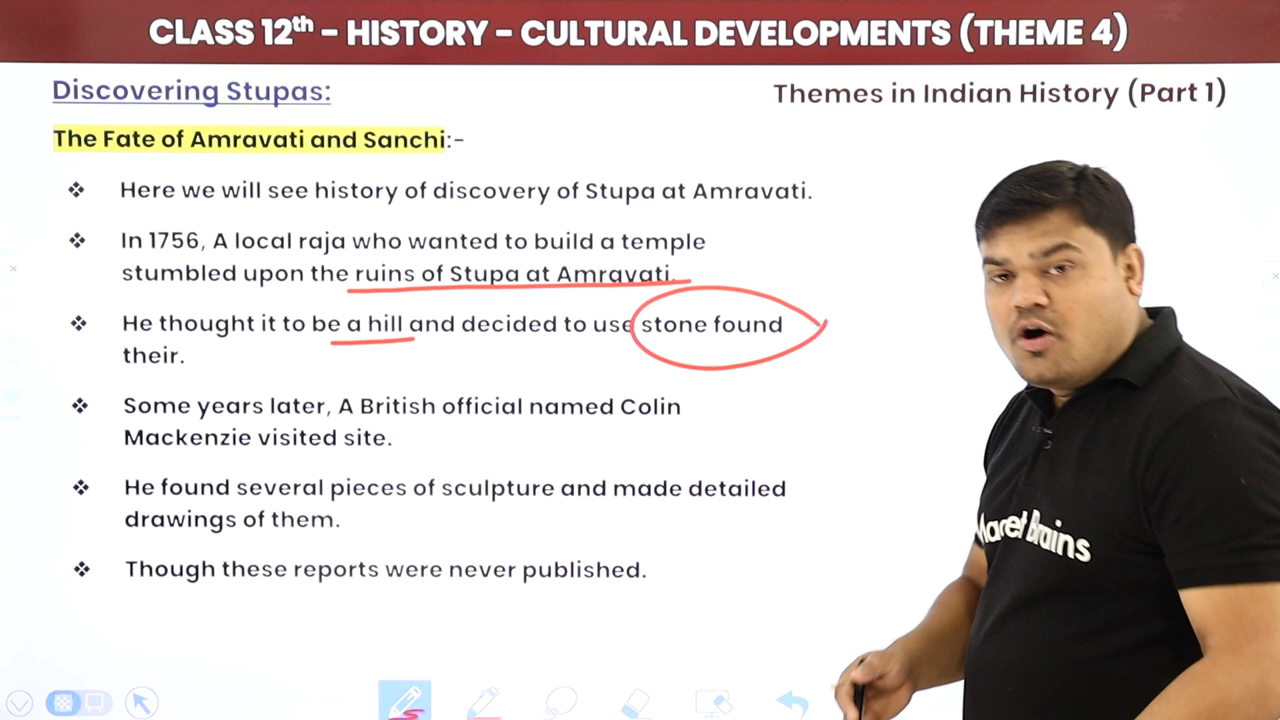 CLASS 12th – HISTORY – CULTURAL DEVELOPMENTS (THEME 4)
Discovering Stupas:
Themes in Indian History (Part 1)
The Fate of Amravati and Sanchi:-
❖ Here we will see history of discovery of Stupa at Amravati.
❖ In 1756, A local raja who wanted to build a temple
stumbled upon the ruins of Stupa at Amravati.
❖ He thought it to be a hill and decided to use stone found
their.
❖ Some years later, A British official named Colin
Mackenzie visited site.
❖ He found several pieces of sculpture and made detailed
drawings of them.
❖ Though these reports were never published.
Brains